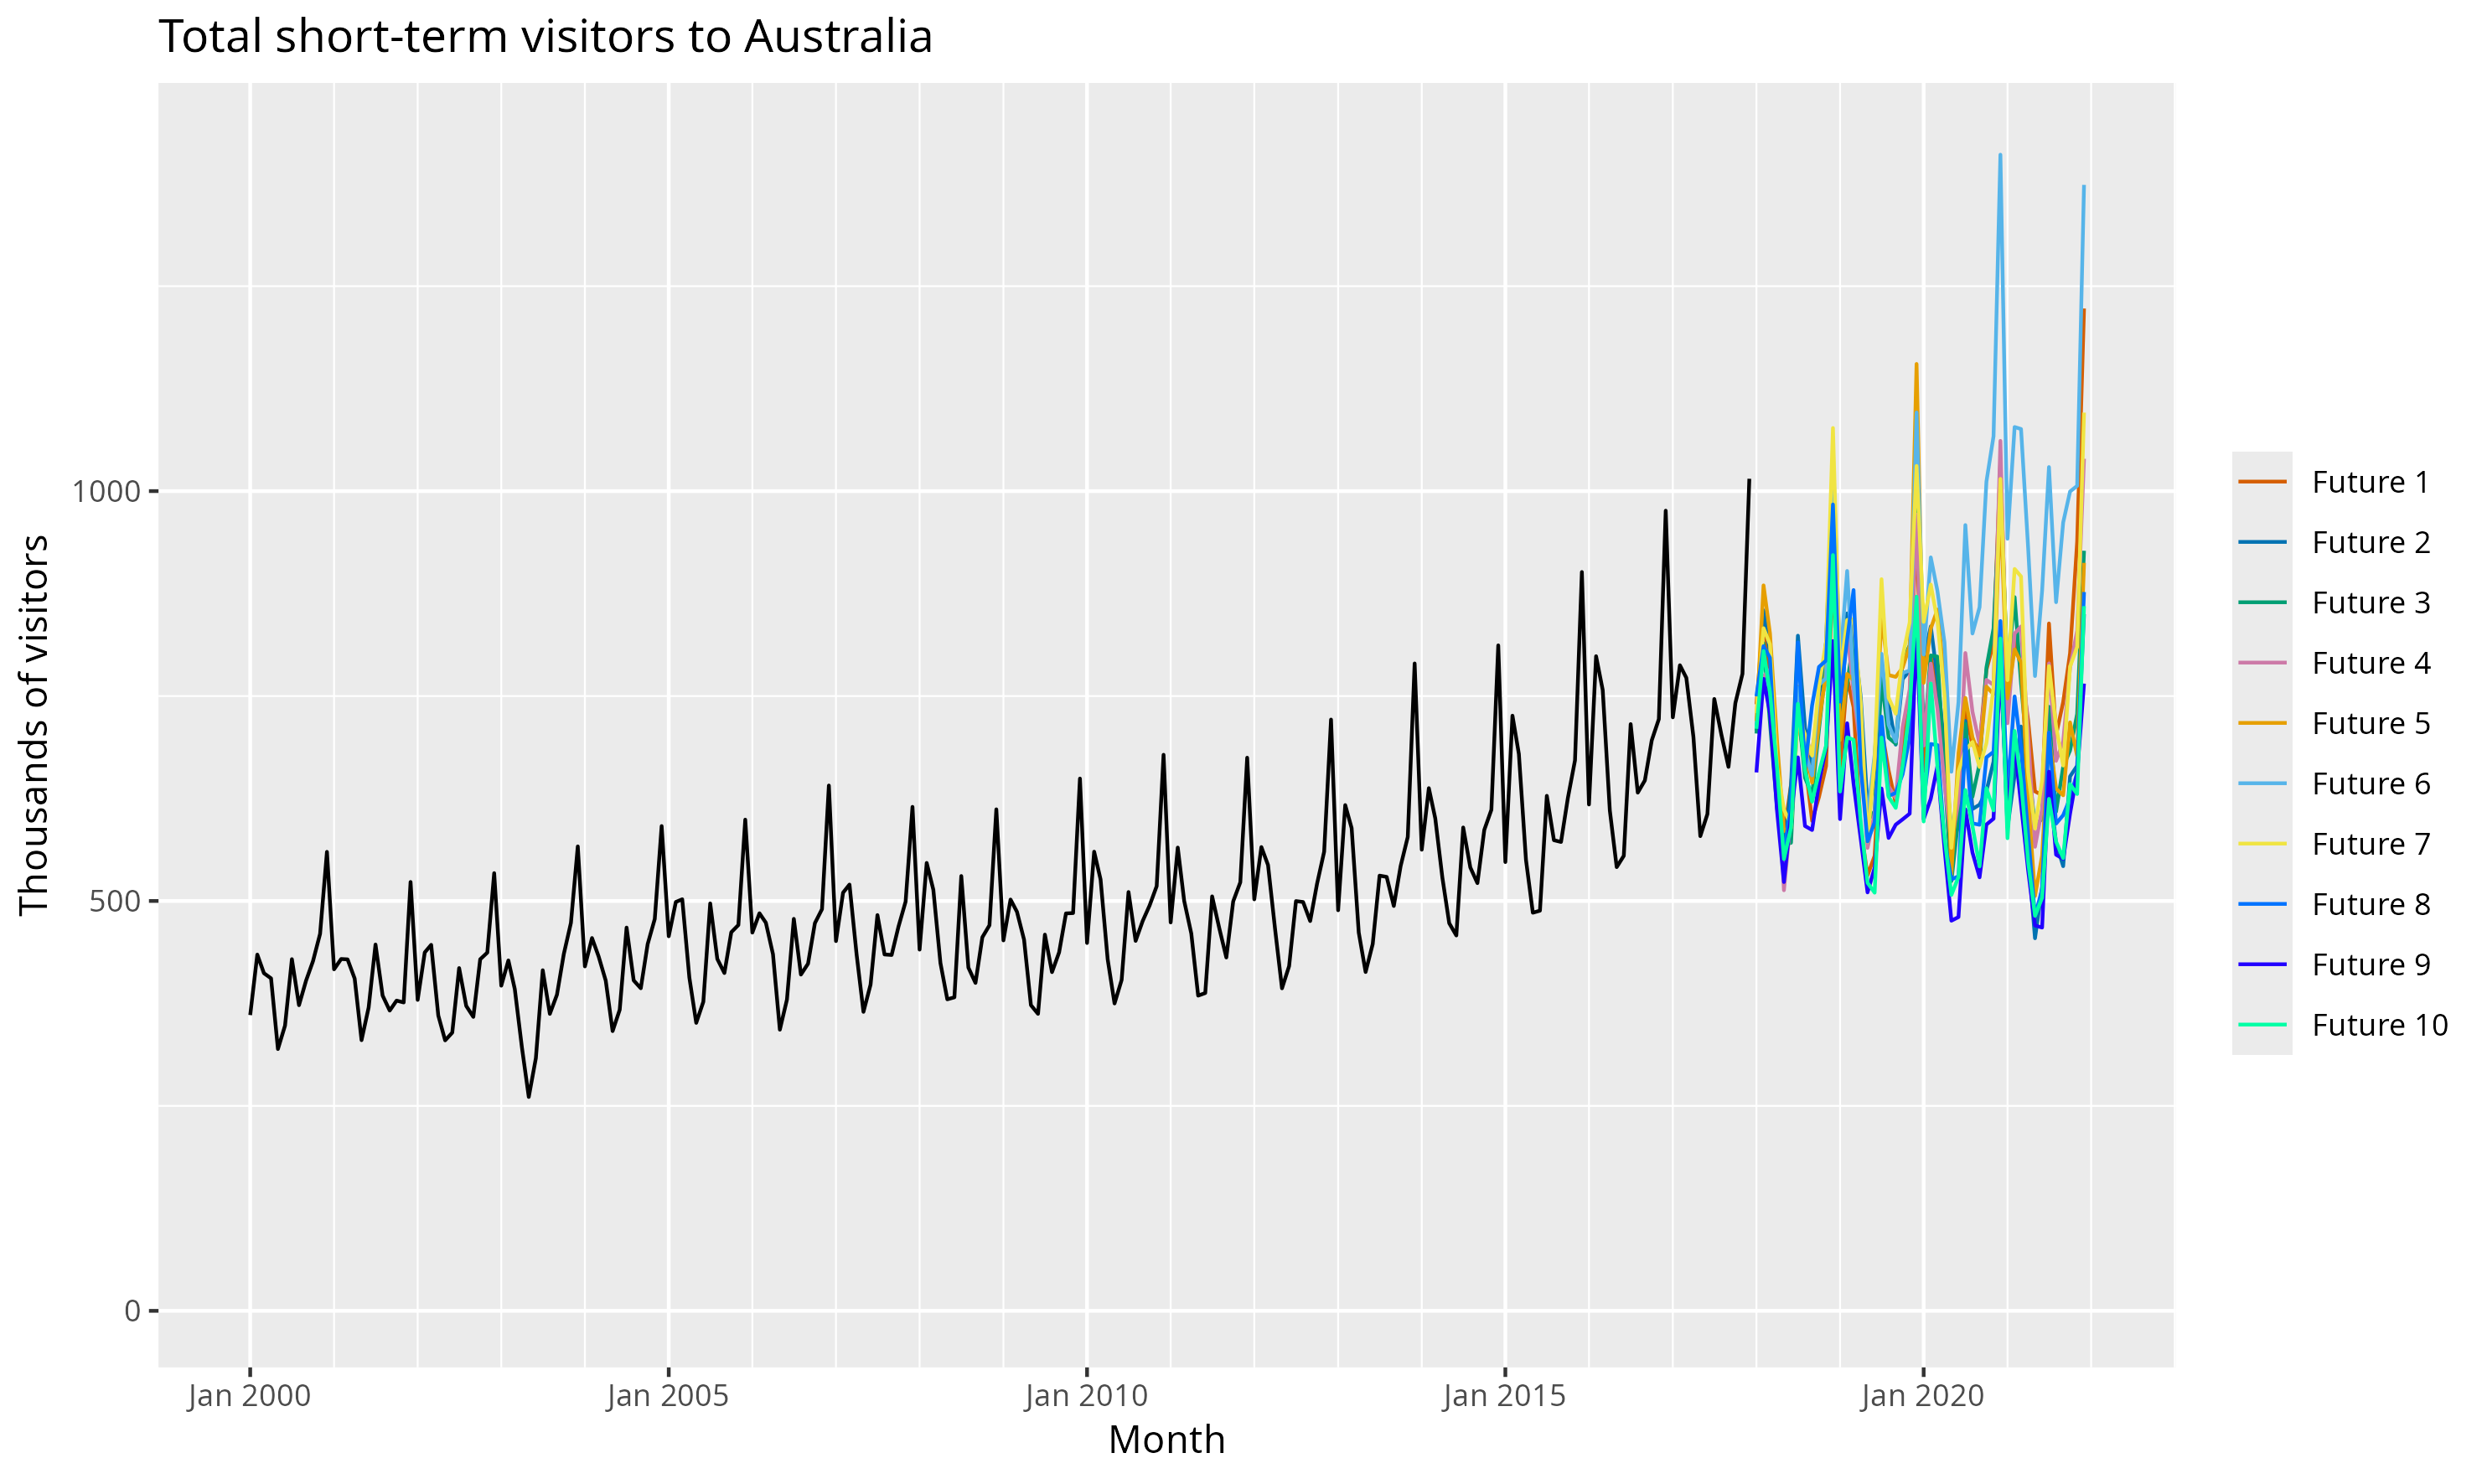 Total short-term visitors to Australia
Thousands of visitors
1000
500
0
Jan 2000
Jan 2005
Jan 2010
Jan 2015
Jan 2020
Month
Future 1
Future 2
Future 3
Future 4
Future 5
Future 6
Future 7
Future 8
Future 9
Future 10